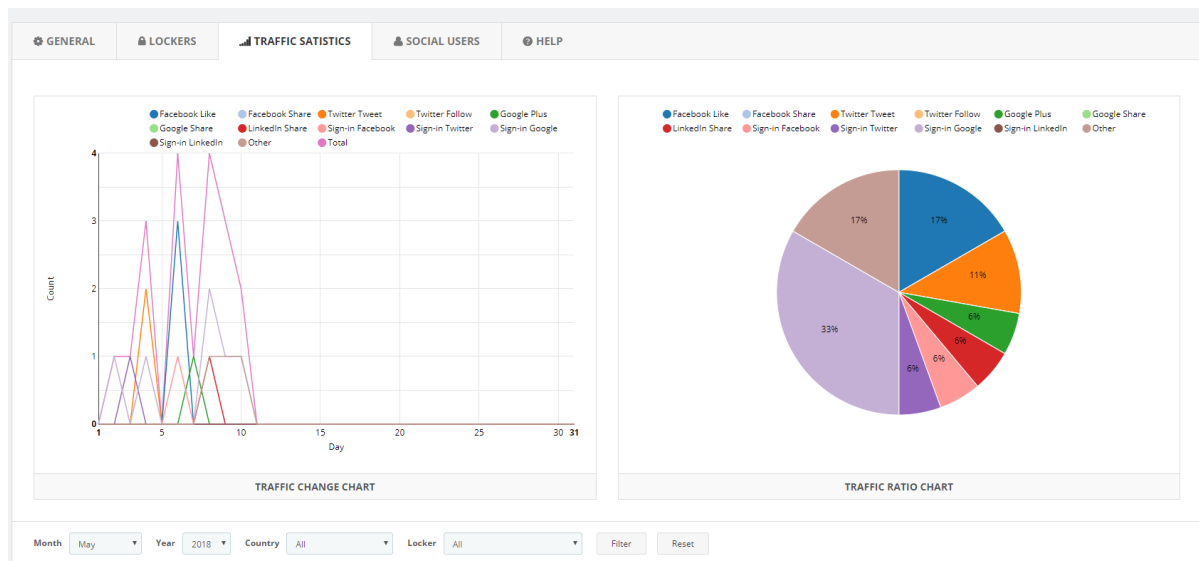 GENERAL LOCKERS TRAFFIC SATISTICS SOCIAL USERS HELP
Facebook Like Facebook Share Twitter Tweet Twitter Follow Google Plus
Google Share LinkedIn Share Sign-in Facebook Sign-in Twitter Sign-in Google
Sign-in LinkedIn Other Total
4
3
2
1
0
Count
1 5 10 15 20 25 30 31
Day
TRAFFIC CHANGE CHART
Facebook Like Facebook Share Twitter Tweet Twitter Follow Google Plus Google Share
LinkedIn Share Sign-in Facebook Sign-in Twitter Sign-in Google Sign-in LinkedIn Other
17% 17%
11%
6%
33%
6%
6%
6%
TRAFFIC RATIO CHART
Month May Year 2018 Country All Locker All Filter Reset